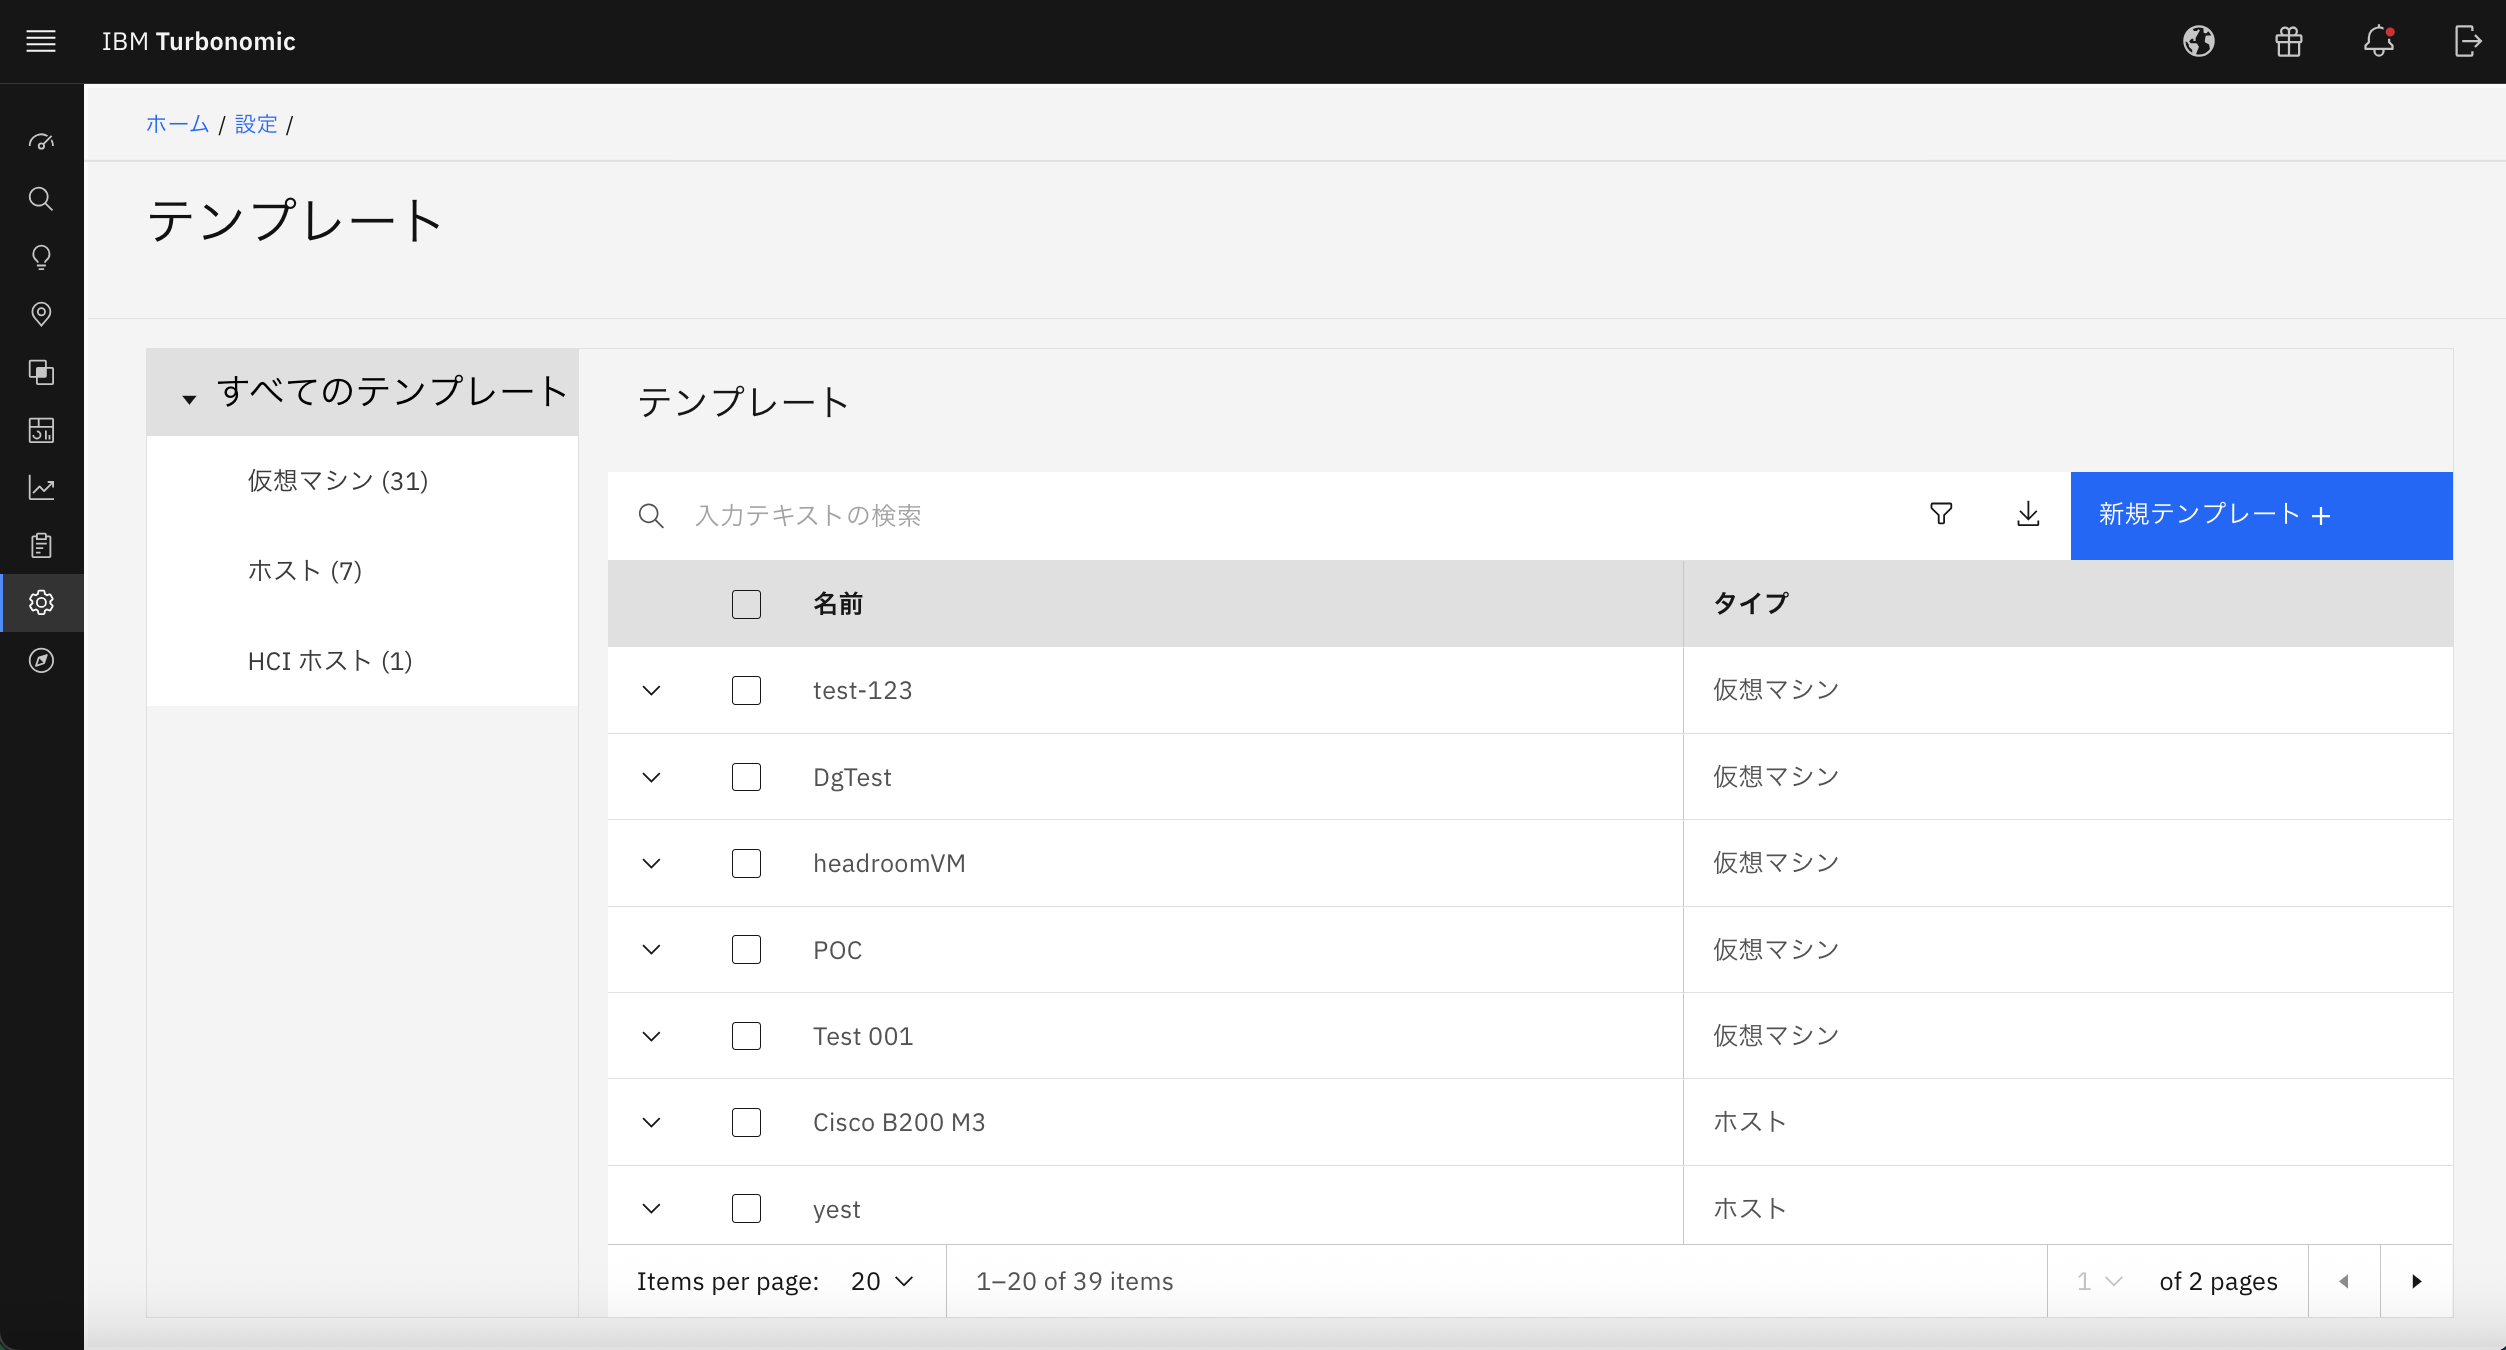 IBM Turbonomic
ホーム / 設定 /
テンプレート
すべてのテンプレート
仮想マシン (31)
ホスト (7)
HCI ホスト (1)
テンプレート
入力テキストの検索
新規テンプレート +
名前 タイプ
test-123 仮想マシン
DgTest 仮想マシン
headroomVM 仮想マシン
POC 仮想マシン
Test 001 仮想マシン
Cisco B200 M3 ホスト
yest ホスト
Items per page: 20 1–20 of 39 items 1 of 2 pages